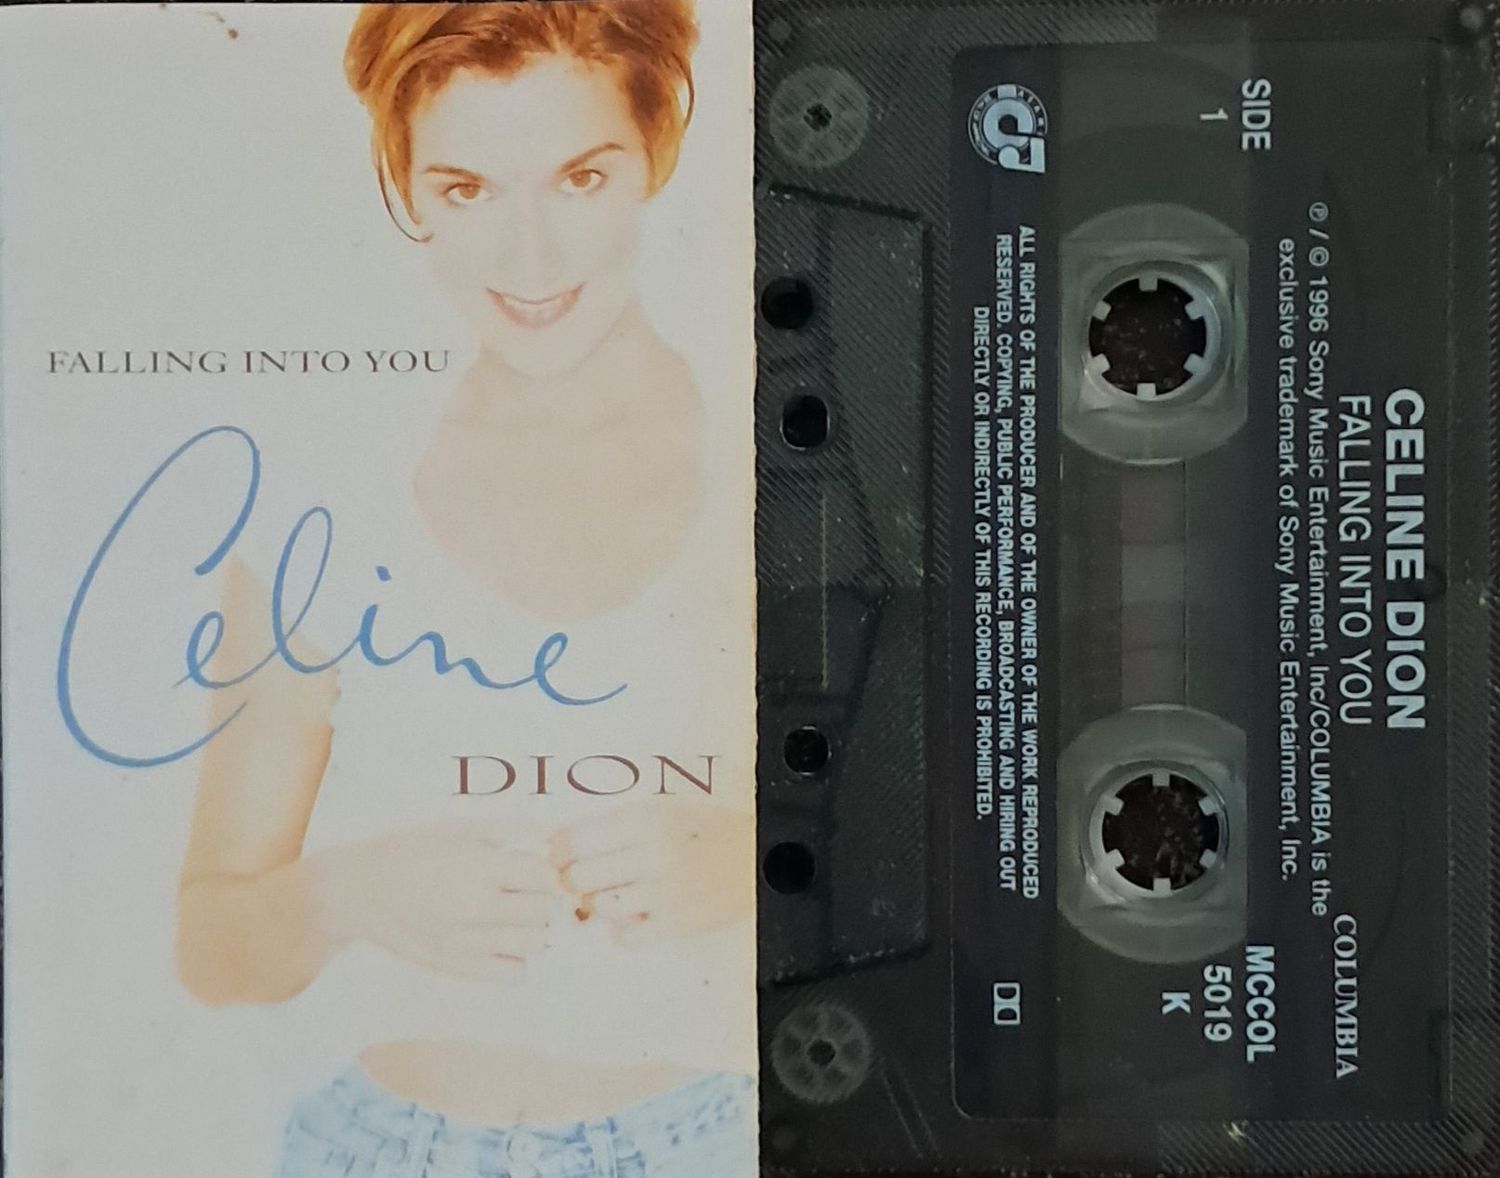 FALLING INTO YOU
Celine
DION
CELINE DION
FALLING INTO YOU
COLUMBIA
℗ / © 1996 Sony Music Entertainment, Inc/COLUMBIA is the
exclusive trademark of Sony Music Entertainment, Inc.
SIDE
1
MCCOL
5019
K
ALL RIGHTS OF THE PRODUCER AND OF THE OWNER OF THE WORK REPRODUCED
RESERVED. COPYING, PUBLIC PERFORMANCE, BROADCASTING AND HIRING OUT
DIRECTLY OR INDIRECTLY OF THIS RECORDING IS PROHIBITED.